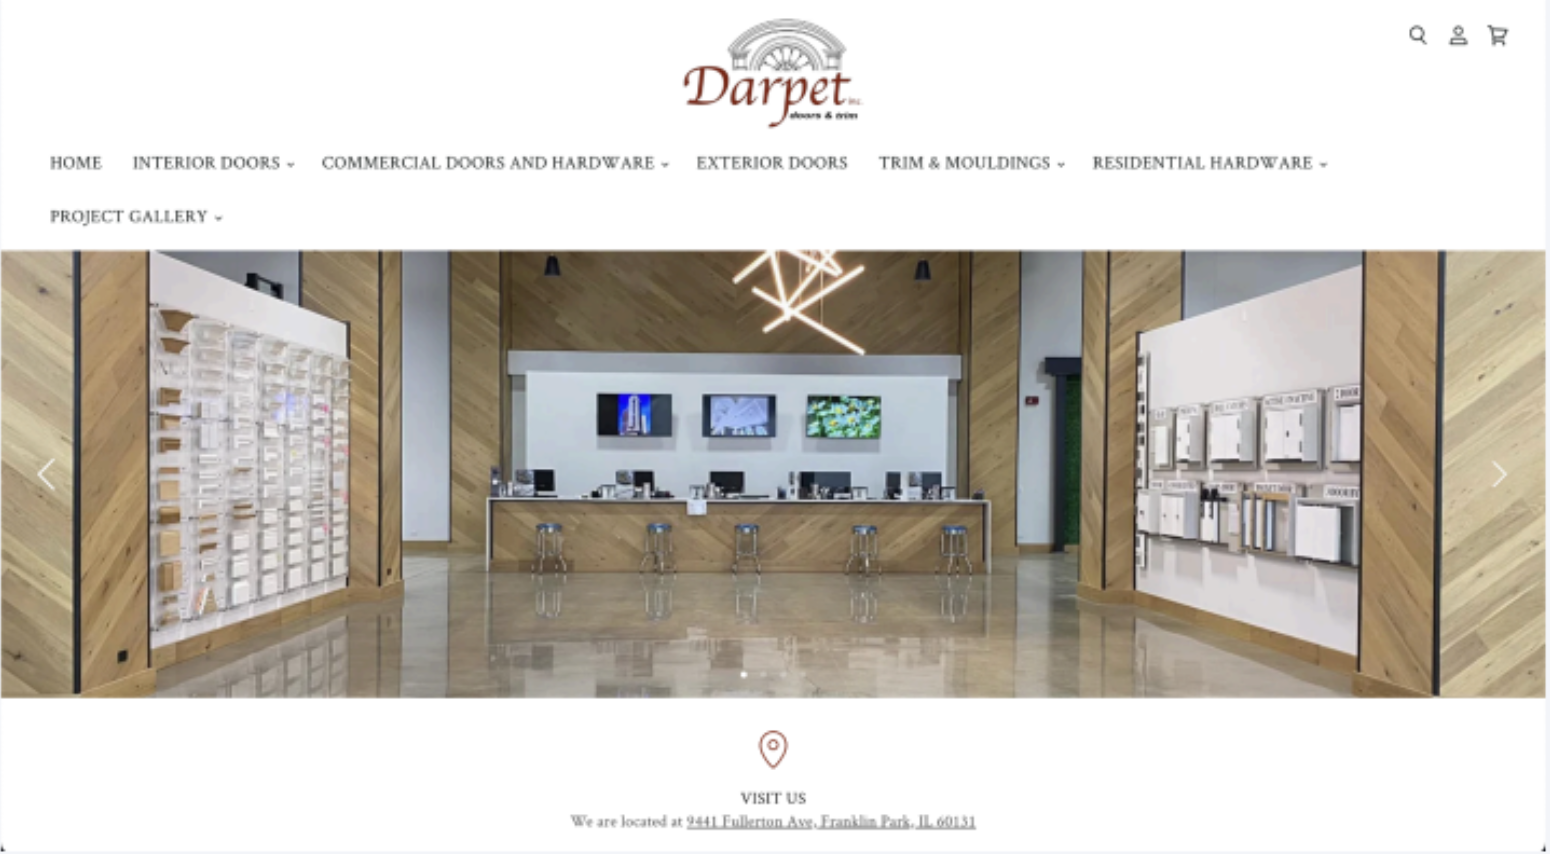 Darpet inc.
doors & trim
HOME INTERIOR DOORS COMMERCIAL DOORS AND HARDWARE EXTERIOR DOORS TRIM & MOULDINGS RESIDENTIAL HARDWARE
PROJECT GALLERY
VISIT US
We are located at 9441 Fullerton Ave, Franklin Park, IL 60131